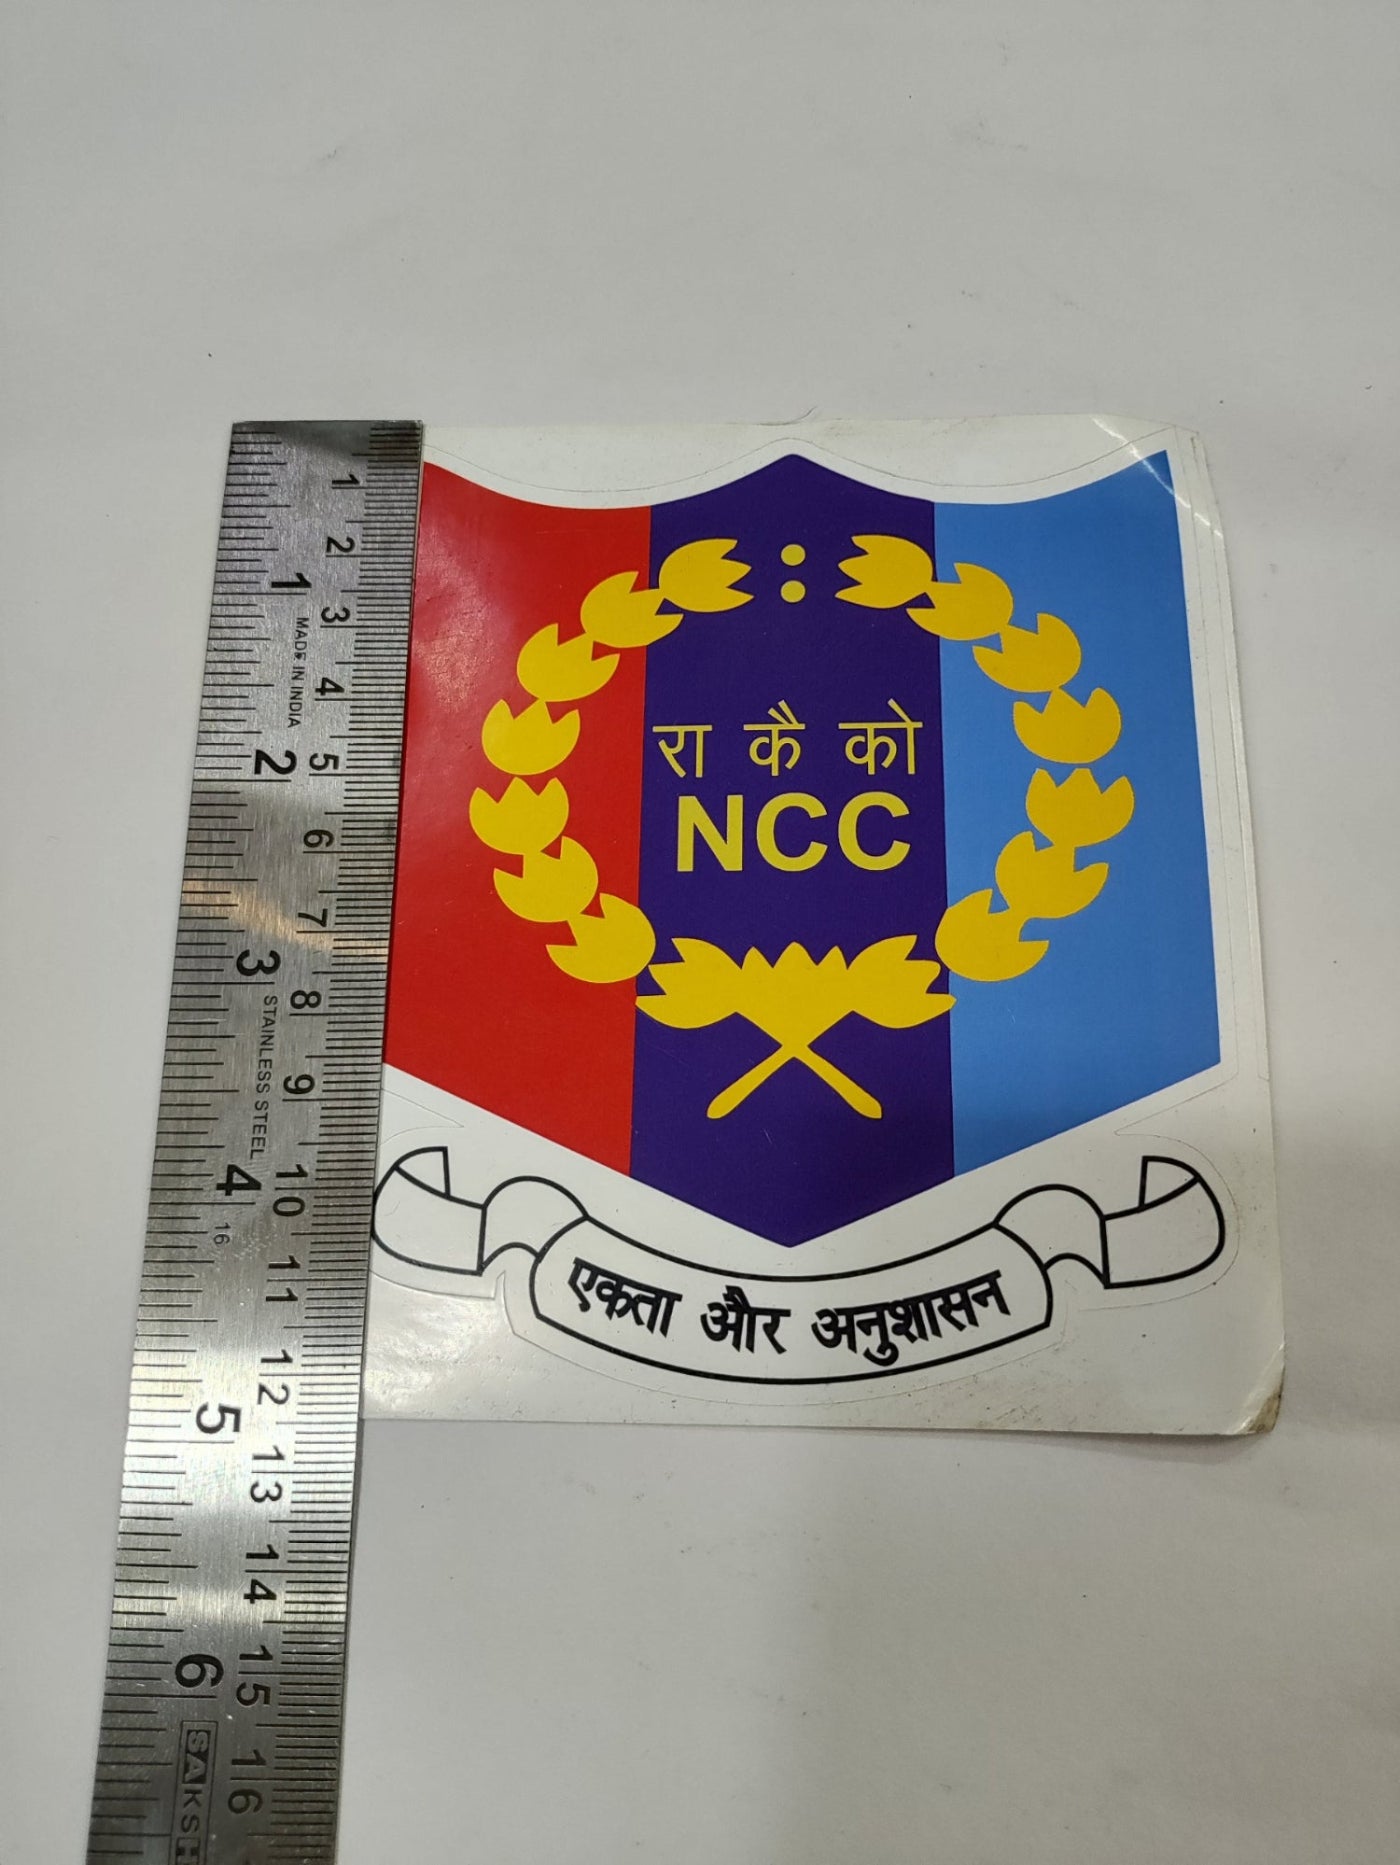 रा कै को
NCC
एकता और अनुशासन
1 2 3 4 5 6 7 8 9 10 11 12 13 14 15 16
1 2 3 4 5 6
MADE IN INDIA
STAINLESS STEEL
16